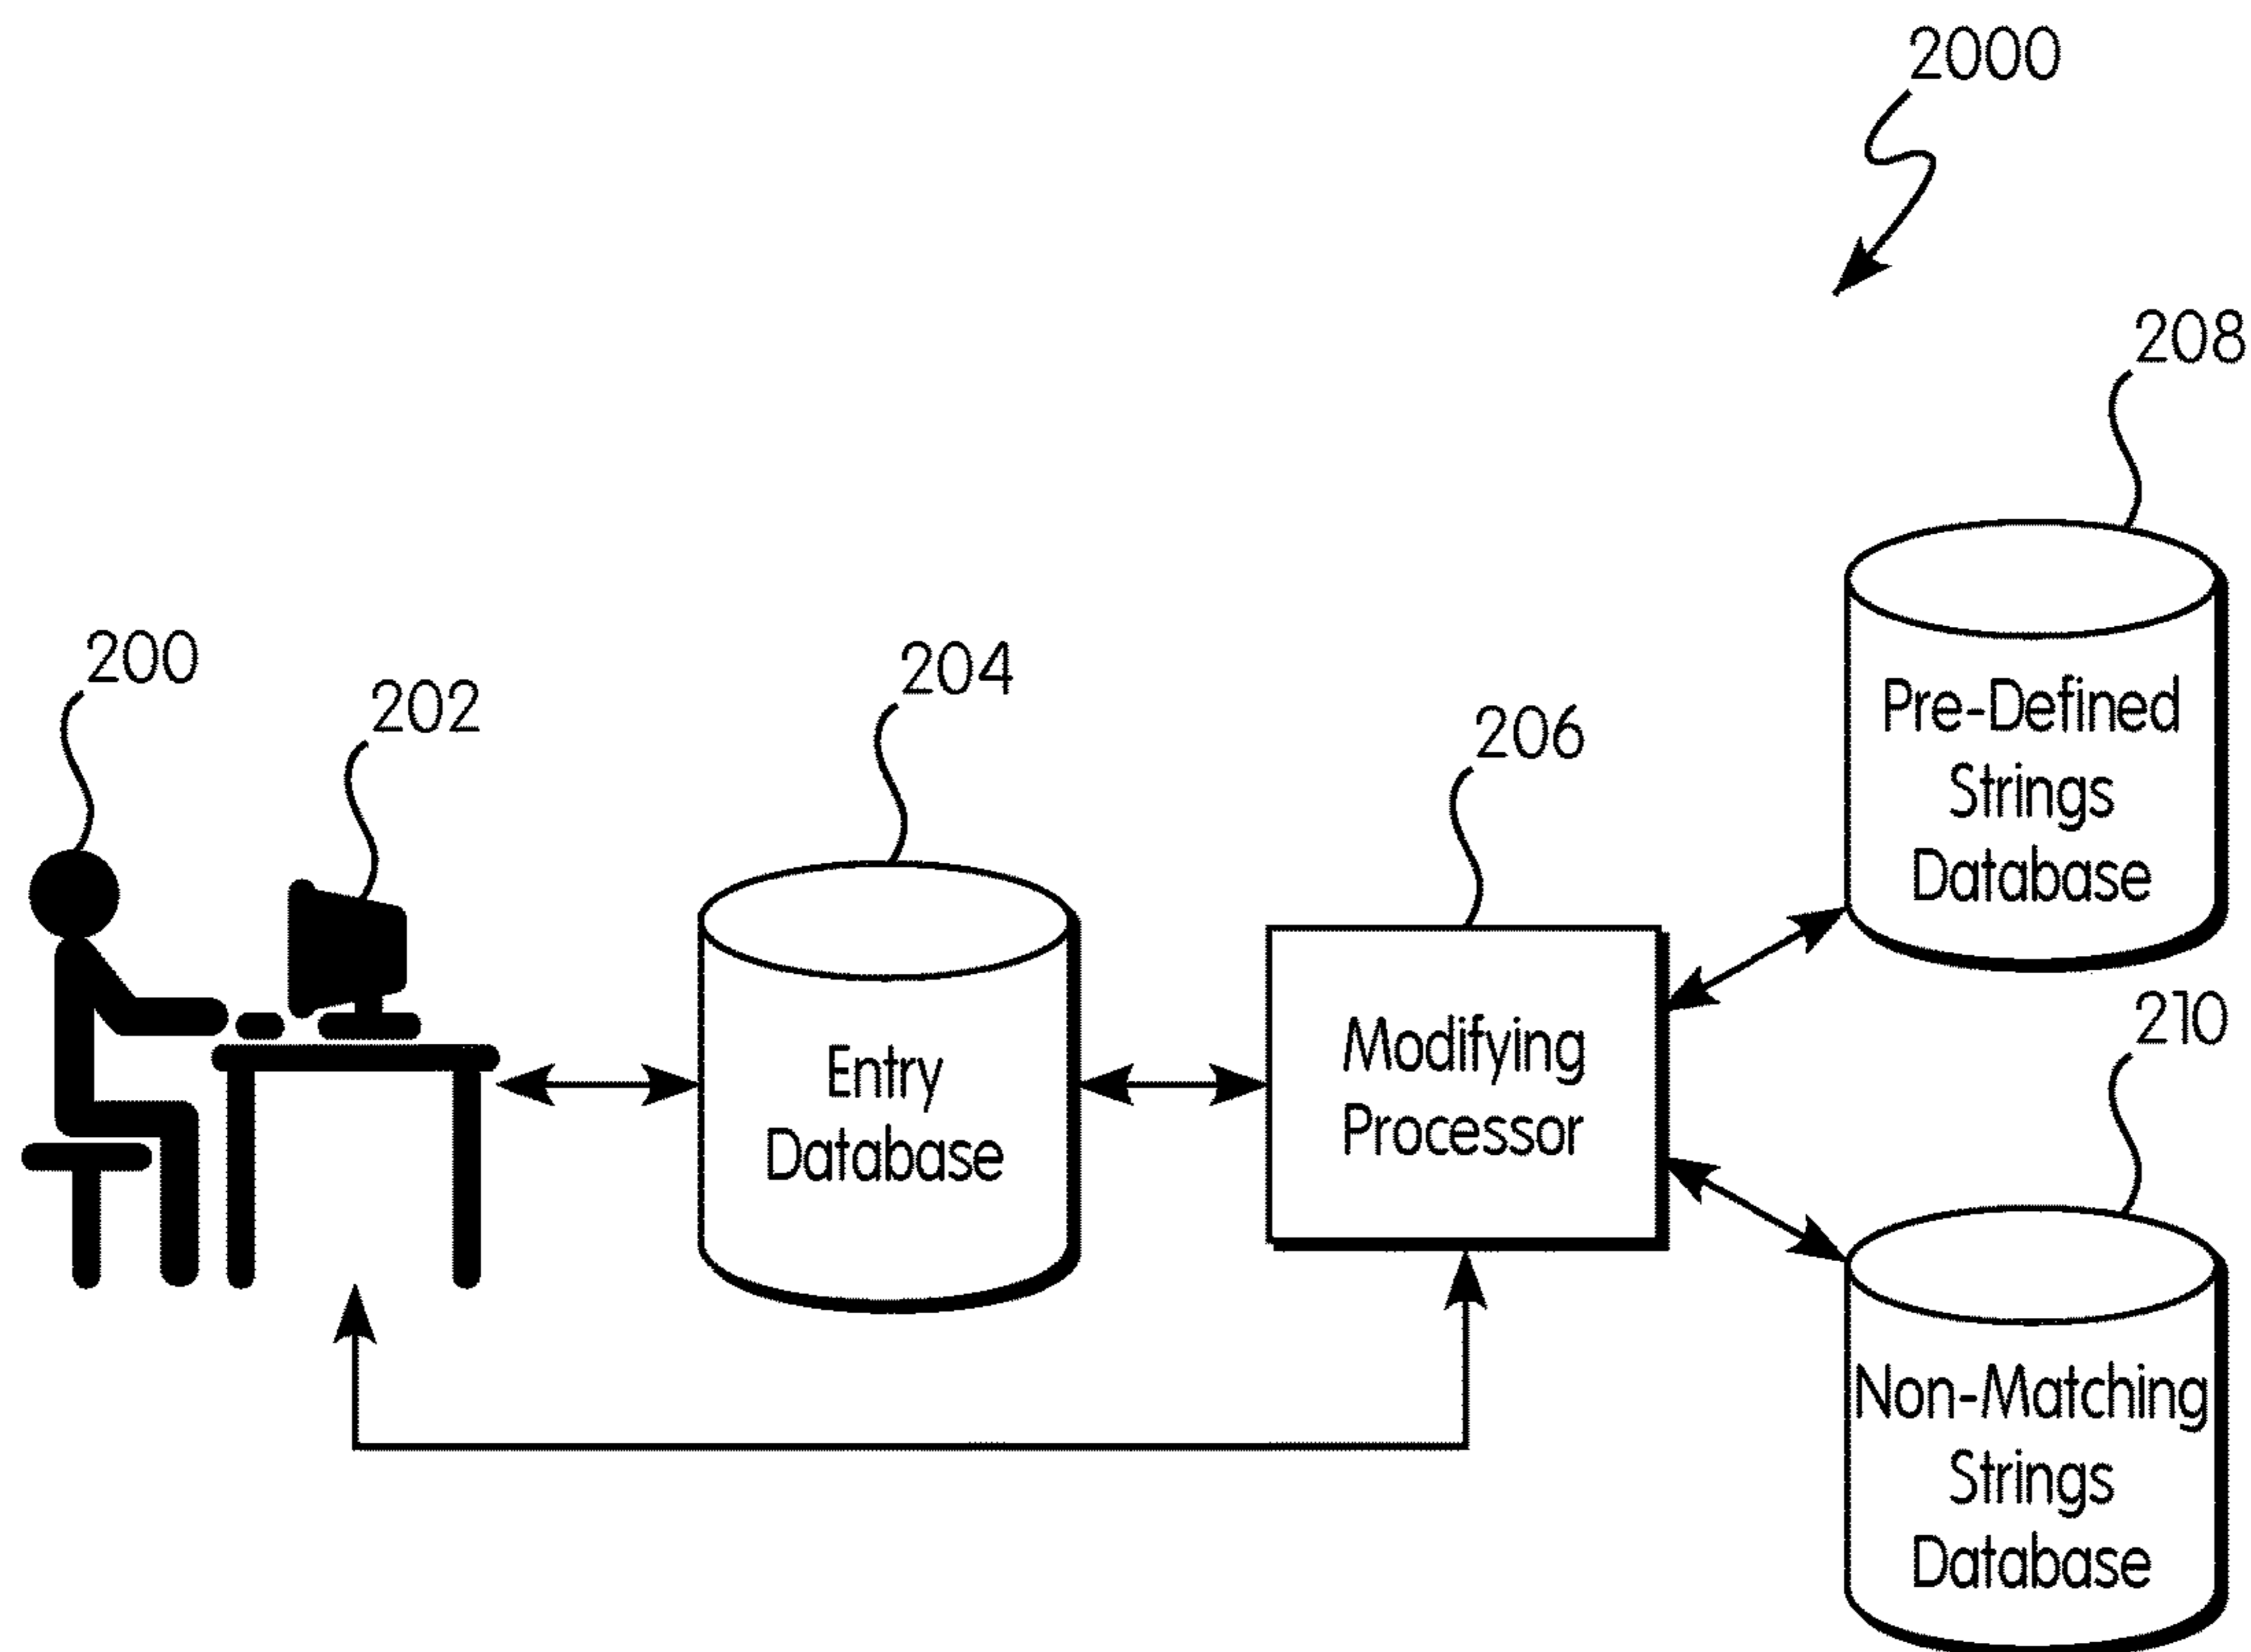 2000
208
200
202
204
206
Pre-Defined
Strings
Database
Entry
Database
Modifying
Processor
210
Non-Matching
Strings
Database